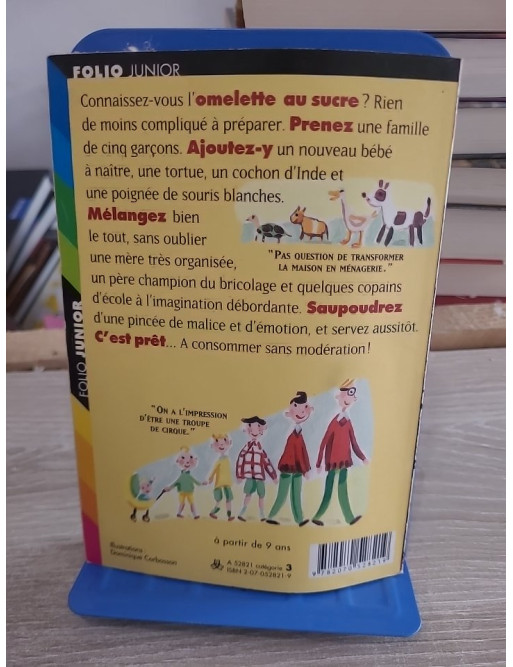 FOLIO JUNIOR
Connaissez-vous l'omelette au sucre ? Rien
de moins compliqué à préparer. Prenez une famille
de cinq garçons. Ajoutez-y un nouveau bébé
à naître, une tortue, un cochon d'Inde et
une poignée de souris blanches.
Mélangez bien
le tout, sans oublier
une mère très organisée,
un père champion du bricolage et quelques copains
d'école à l'imagination débordante. Saupoudrez
d'une pincée de malice et d'émotion, et servez aussitôt.
C'est prêt... A consommer sans modération !
"PAS QUESTION DE TRANSFORMER
LA MAISON EN MÉNAGERIE."
FOLIO JUNIOR
"ON A L'IMPRESSION
D'ÊTRE UNE TROUPE
DE CIRQUE."
à partir de 9 ans
Illustrations :
Dominique Corbasson
A 52821 catégorie 3
ISBN 2-07-052821-9